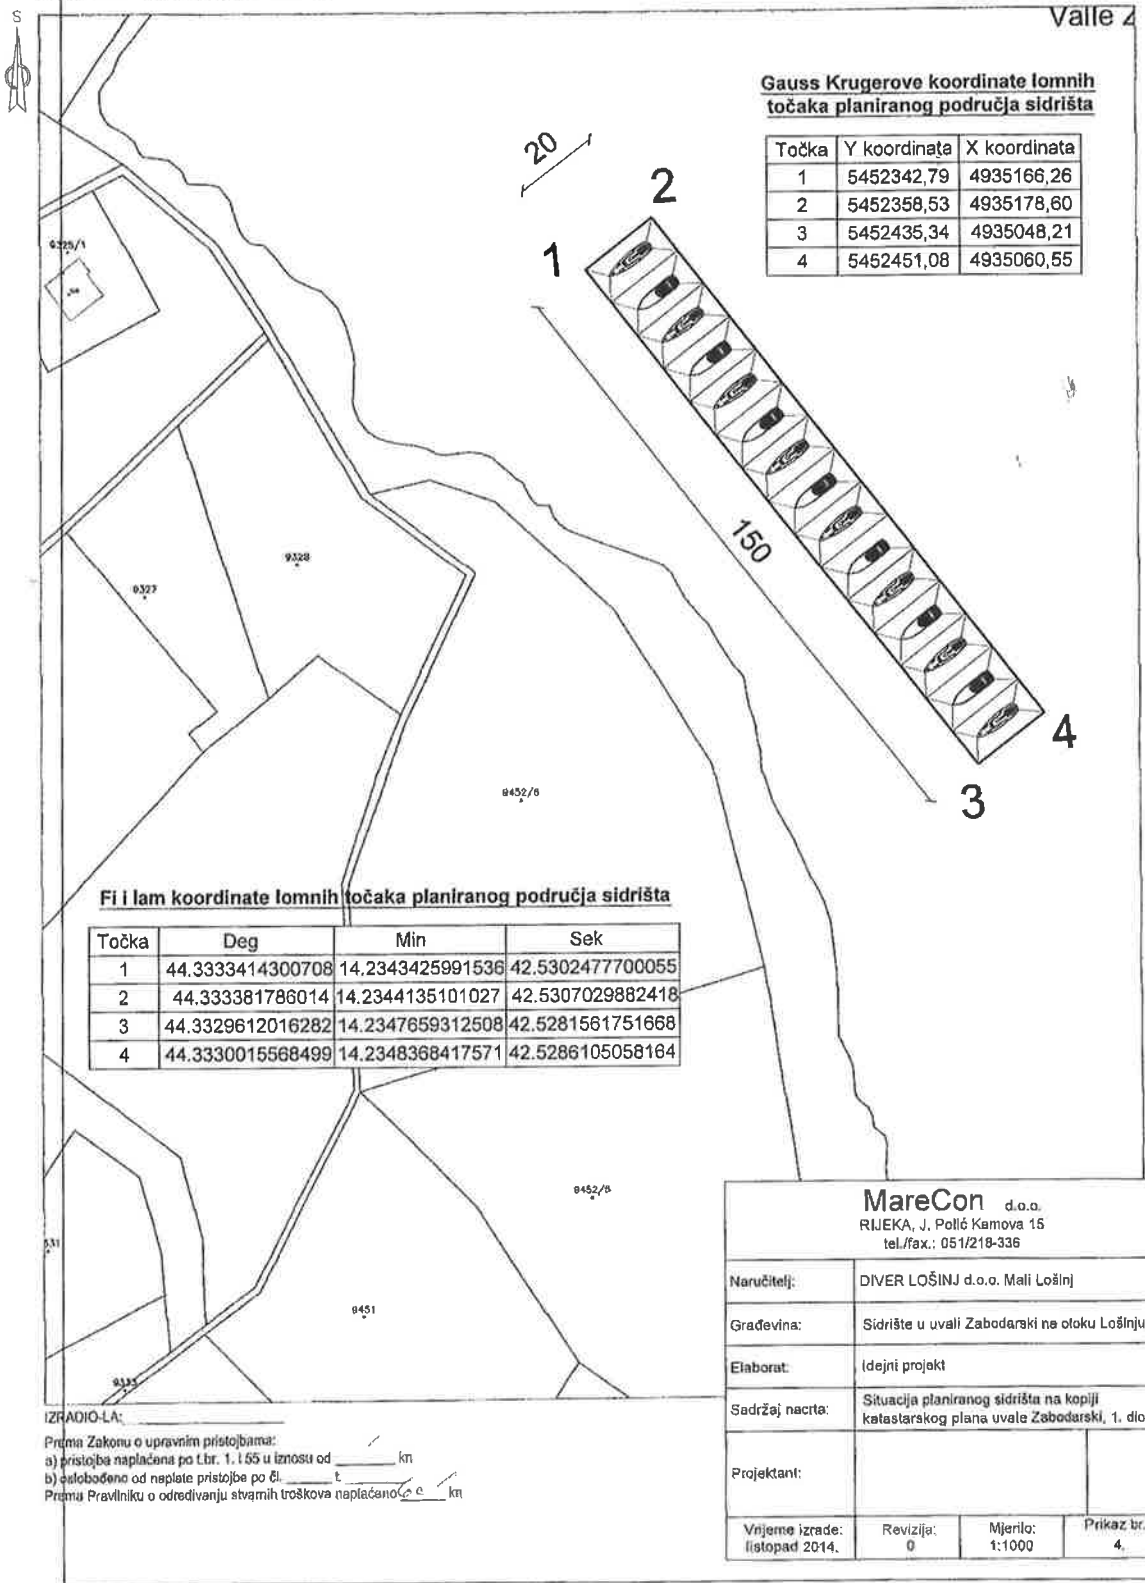 S
Valle
Gauss Krugerove koordinate lomnih
točaka planiranog područja sidrišta
Točka Y koordinata X koordinata
1 5452342,79 4935166,26
2 5452358,53 4935178,60
3 5452435,34 4935048,21
4 5452451,08 4935060,55
20
2
1
9325/1
150
9328
9327
4
3
9452/6
Fi i lam koordinate lomnih točaka planiranog područja sidrišta
Točka Deg Min Sek
1 44.3333414300708 14.2343425991536 42.5302477700055
2 44.333381786014 14.2344135101027 42.5307029882418
3 44.3329612016282 14.2347659312508 42.5281561751668
4 44.3330015568499 14.2348368417571 42.5286105058164
9452/5
531
9451
9333
MareCon d.o.o.
RIJEKA, J. Polić Kamova 15
tel./fax.: 051/218-336
Naručitelj: DIVER LOŠINJ d.o.o. Mali Lošinj
Građevina: Sidrište u uvali Zabodarski na otoku Lošinju
Elaborat: Idejni projekt
Sadržaj nacrta: Situacija planiranog sidrišta na kopiji
katastarskog plana uvale Zabodarski, 1. dio
Projektant:
Vrijeme izrade: Revizija: Mjerilo: Prikaz br.
listopad 2014. 0 1:1000 4.
IZRADIO-LA:
Prema Zakonu o upravnim pristojbama:
a) pristojba naplaćena po t.br. 1. i 55 u iznosu od kn
b) oslobođeno od naplate pristojbe po čl. t.
Prema Pravilniku o određivanju stvarnih troškova naplaćeno kn